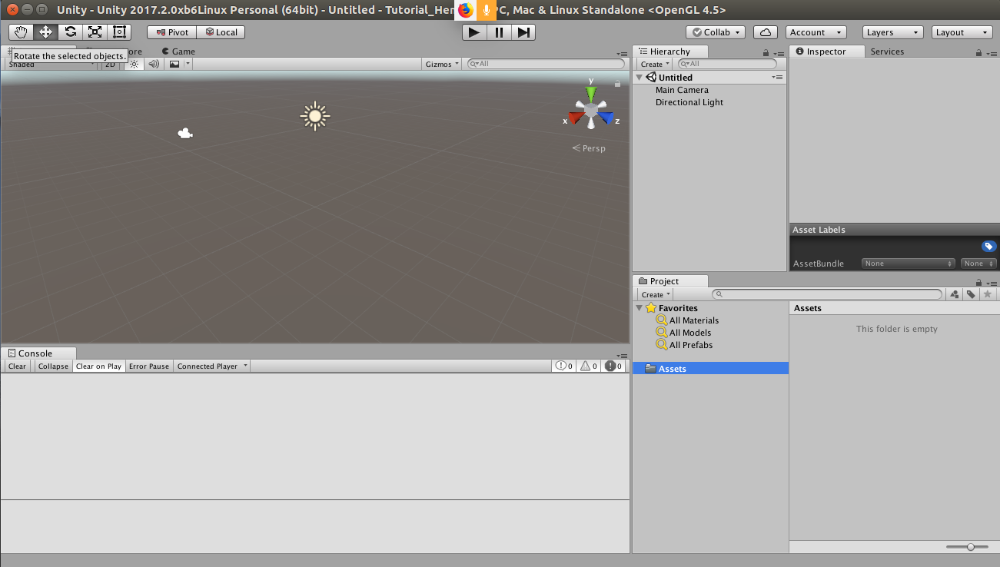 Unity - Unity 2017.2.0xb6Linux Personal (64bit) - Untitled - Tutorial_He PC, Mac & Linux Standalone <OpenGL 4.5>
Pivot Local Collab Account Layers Layout
Rotate the selected objects. ore Game
Shaded 2D Gizmos All
y
x z
Persp
Hierarchy
Create All
Untitled
Main Camera
Directional Light
Inspector Services
Asset Labels
AssetBundle None None
Project
Create
Favorites
All Materials
All Models
All Prefabs
Assets
Assets
This folder is empty
Console
Clear Collapse Clear on Play Error Pause Connected Player 0 0 0